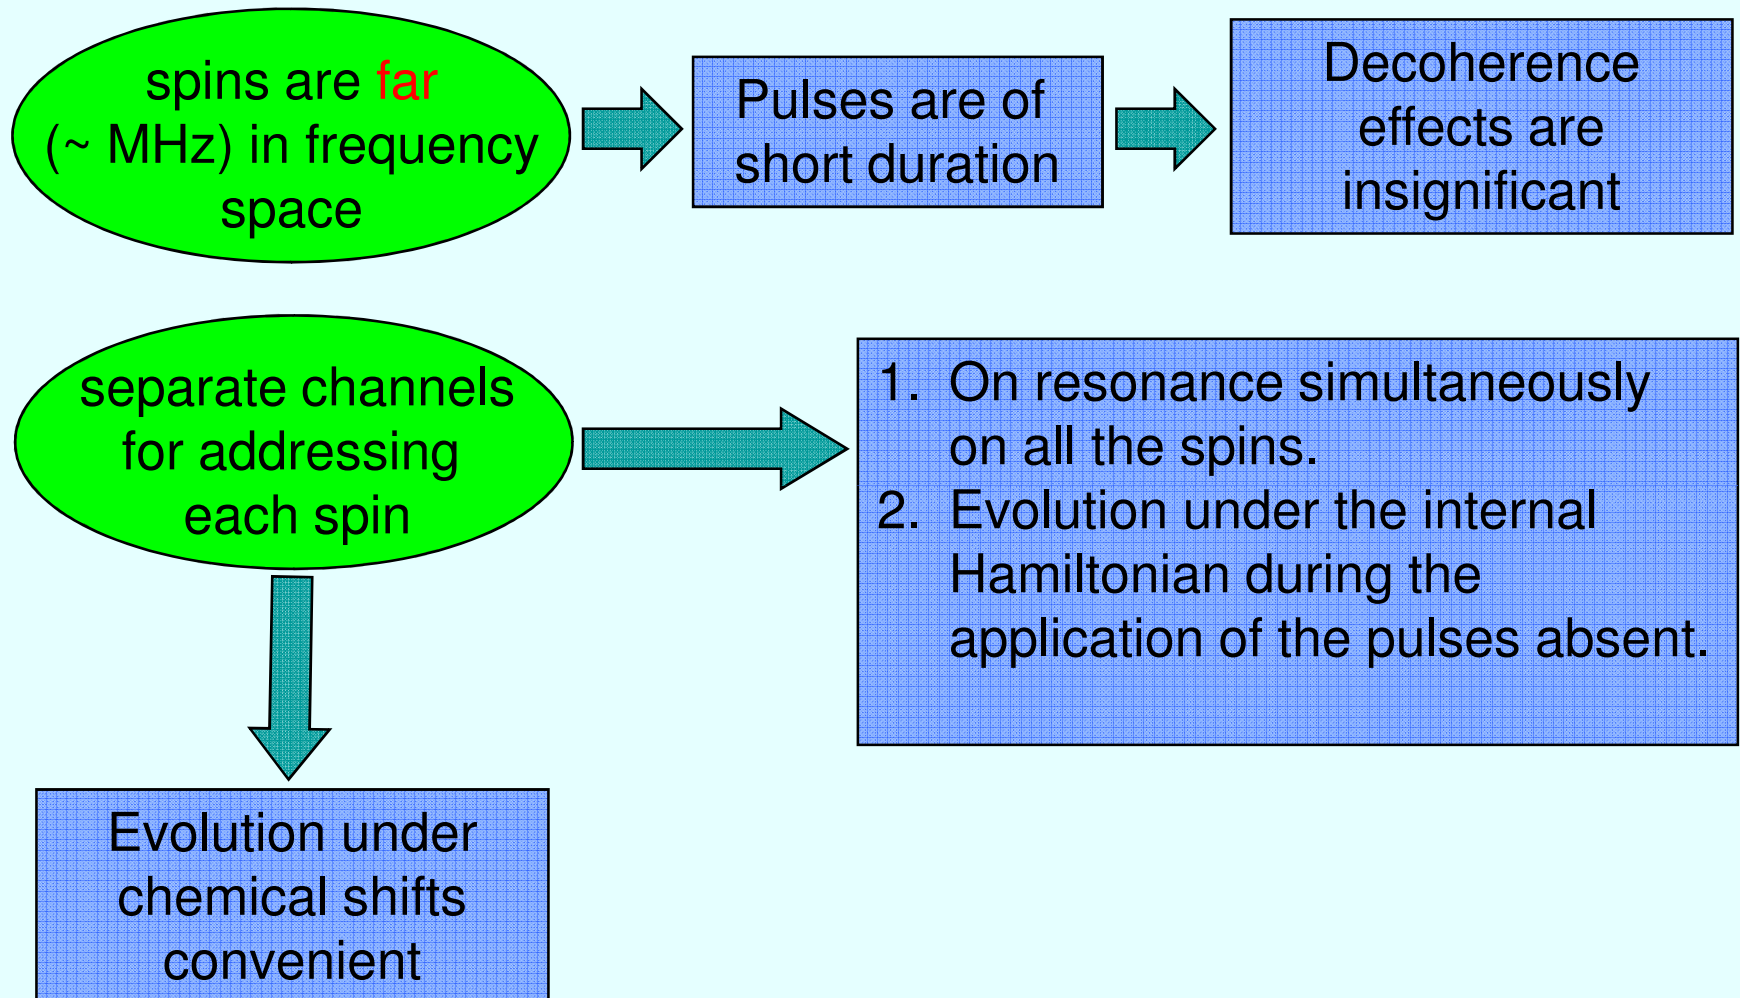 spins are far
(~ MHz) in frequency
space
Pulses are of
short duration
Decoherence
effects are
insignificant
separate channels
for addressing
each spin
1. On resonance simultaneously
on all the spins.
2. Evolution under the internal
Hamiltonian during the
application of the pulses absent.
Evolution under
chemical shifts
convenient